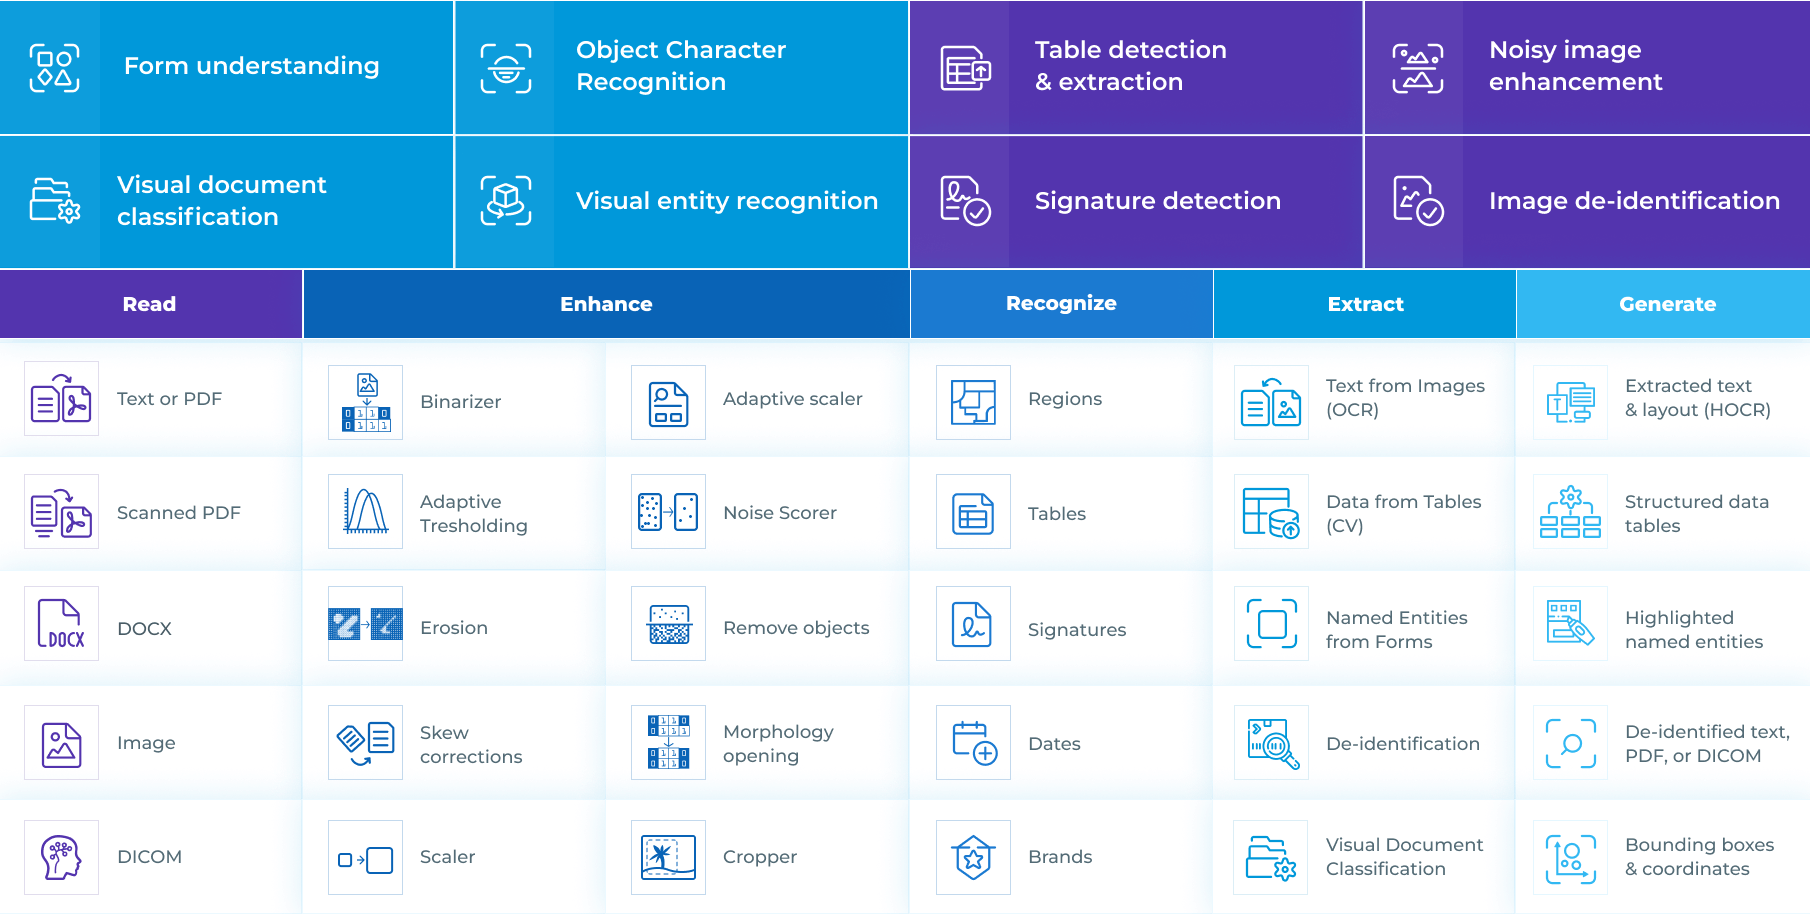 Form understanding
Object Character
Recognition
Table detection
& extraction
Noisy image
enhancement
Visual document
classification
Visual entity recognition
Signature detection
Image de-identification
Read
Enhance
Recognize
Extract
Generate
Text or PDF
Binarizer
Adaptive scaler
Regions
Text from Images
(OCR)
Extracted text
& layout (HOCR)
Scanned PDF
Adaptive
Tresholding
Noise Scorer
Tables
Data from Tables
(CV)
Structured data
tables
DOCX
DOCX
Erosion
Remove objects
Signatures
Named Entities
from Forms
Highlighted
named entities
Image
Skew
corrections
Morphology
opening
Dates
De-identification
De-identified text,
PDF, or DICOM
DICOM
Scaler
Cropper
Brands
Visual Document
Classification
Bounding boxes
& coordinates